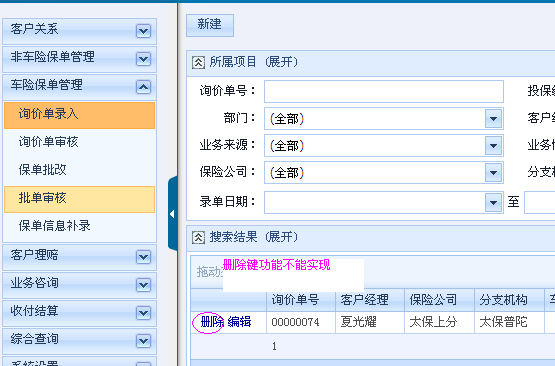 客户关系
非车险保单管理
车险保单管理
询价单录入
询价单审核
保单批改
批单审核
保单信息补录
客户理赔
业务咨询
收付结算
综合查询
系统设置
新建
所属项目 (展开)
询价单号：
投保
部门： (全部)
客户
业务来源： (全部)
业务
保险公司： (全部)
分支
录单日期： 至
搜索结果 (展开)
删除键功能不能实现
拖动
询价单号 客户经理 保险公司 分支机构
删除 编辑 00000074 夏光耀 太保上分 太保普陀
1